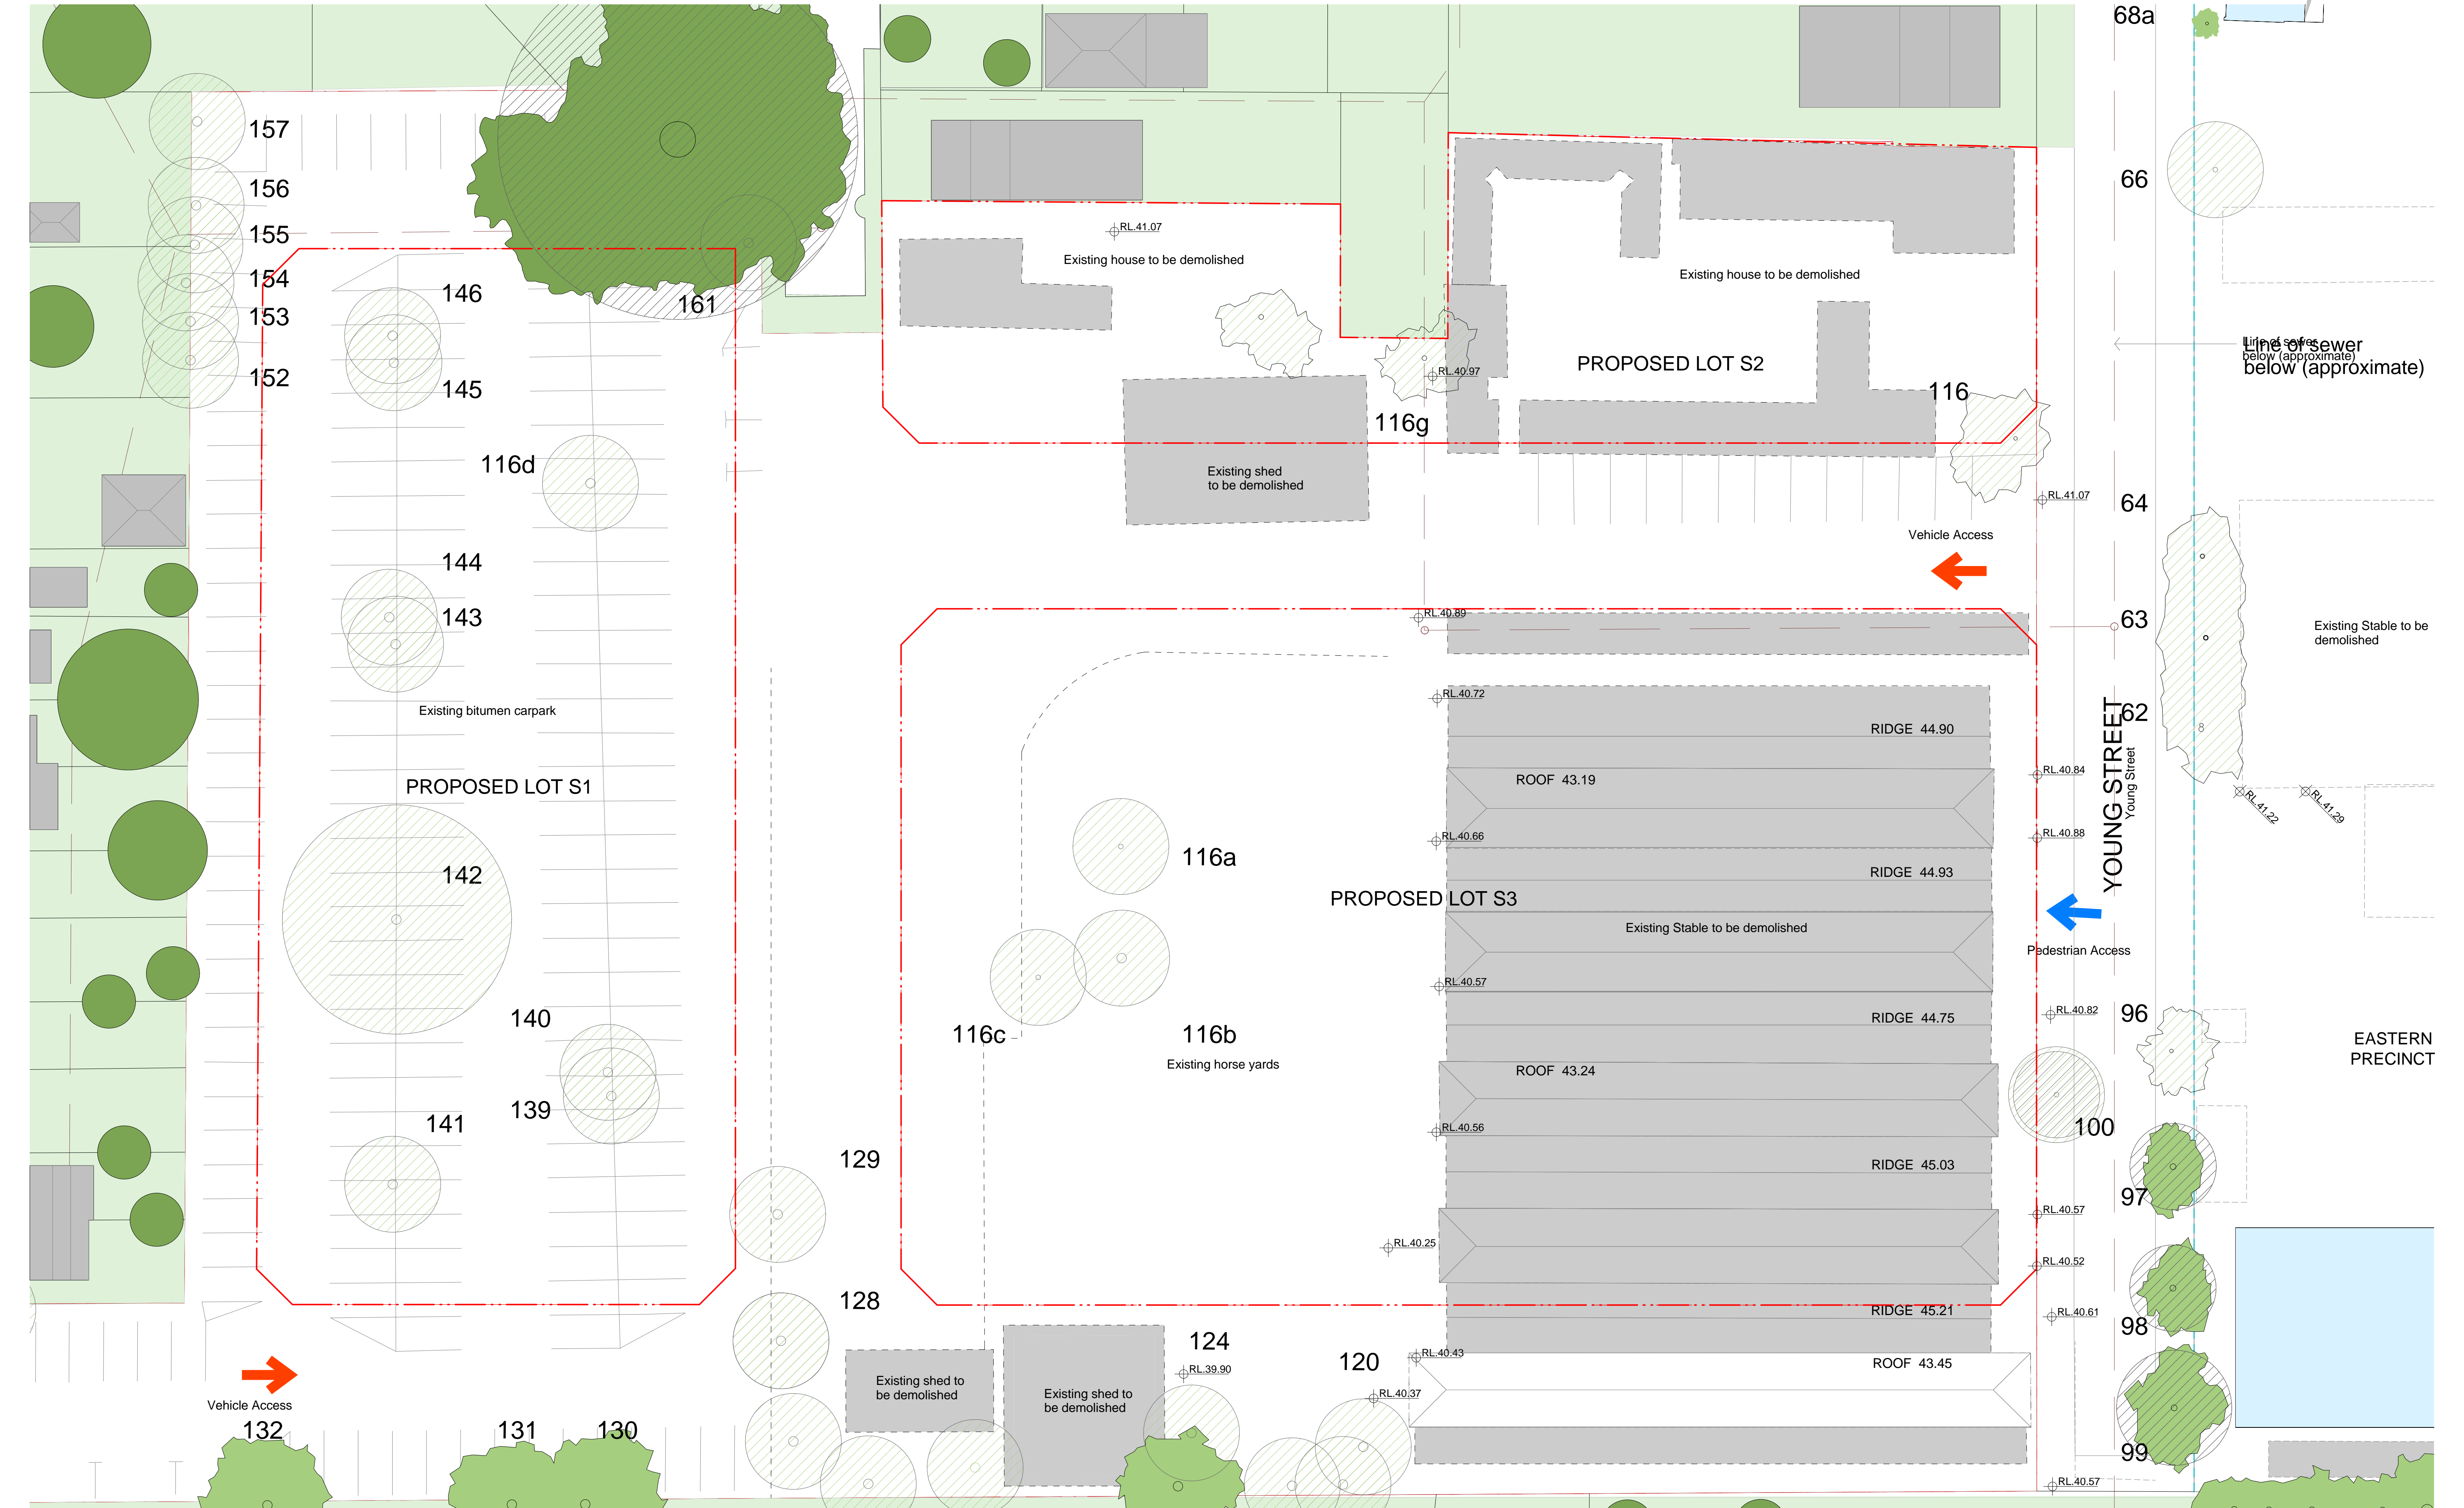 68a
157
66
156
RL.41.07
155
Existing house to be demolished
Existing house to be demolished
154
146
161
153
Line of sewer
below (approximate)
Line of sewer
below (approximate)
PROPOSED LOT S2
RL.40.97
152
145
116
116g
116d
Existing shed
to be demolished
RL.41.07
64
Vehicle Access
144
143
RL.40.89
63
Existing Stable to be
demolished
RL.40.72
62
Existing bitumen carpark
RIDGE 44.90
YOUNG STREET
Young Street
RL.40.84
ROOF 43.19
PROPOSED LOT S1
RL.41.22
RL.41.29
RL.40.66
RL.40.88
116a
142
RIDGE 44.93
PROPOSED LOT S3
Existing Stable to be demolished
Pedestrian Access
RL.40.57
RL.40.82
96
140
RIDGE 44.75
116c
116b
EASTERN
PRECINCT
Existing horse yards
ROOF 43.24
139
141
RL.40.56
100
129
RIDGE 45.03
97
RL.40.57
RL.40.25
RL.40.52
128
RIDGE 45.21
RL.40.61
98
124
RL.40.43
120
ROOF 43.45
RL.39.90
Existing shed to
be demolished
Existing shed to
be demolished
RL.40.37
Vehicle Access
132
131
130
99
RL.40.57